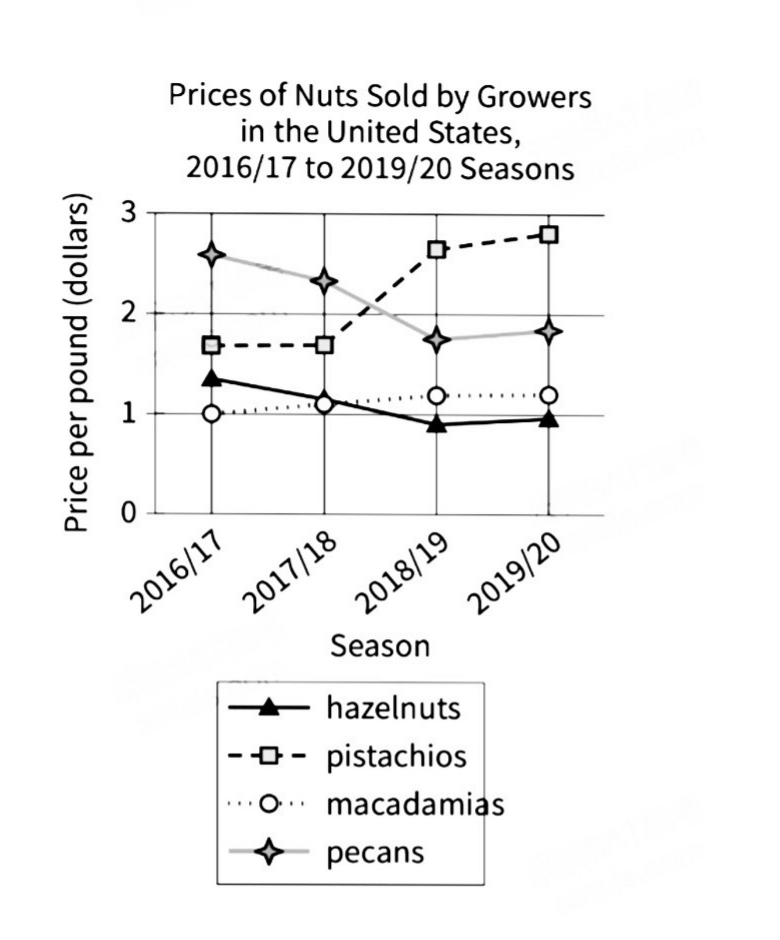 Prices of Nuts Sold by Growers
in the United States,
2016/17 to 2019/20 Seasons
Price per pound (dollars)
3
2
1
0
2016/17
2017/18
2018/19
2019/20
Season
hazelnuts
pistachios
macadamias
pecans